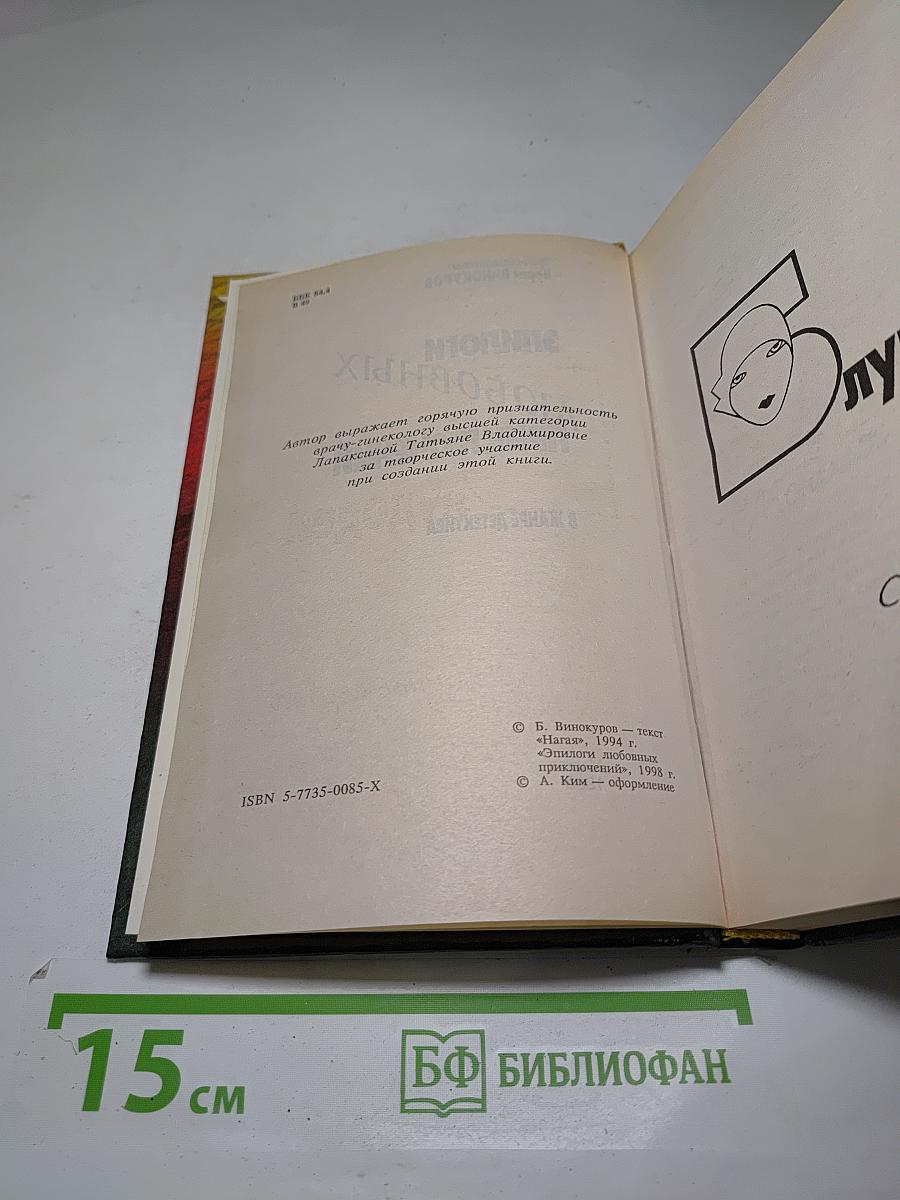 ББК 84.4
В 49
Автор выражает горячую признательность
врачу-гинекологу высшей категории
Лапаксиной Татьяне Владимировне
за творческое участие
при создании этой книги.
© Б. Винокуров — текст
«Нагая», 1994 г.
«Эпилоги любовных
приключений», 1998 г.
© А. Ким — оформление
ISBN 5-7735-0085-X
Блу
С
15 см
БФ БИБЛИОФАН